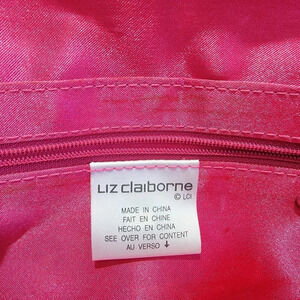 Liz claiborne
© LCI
MADE IN CHINA
FAIT EN CHINE
HECHO EN CHINA
SEE OVER FOR CONTENT
AU VERSO ↓